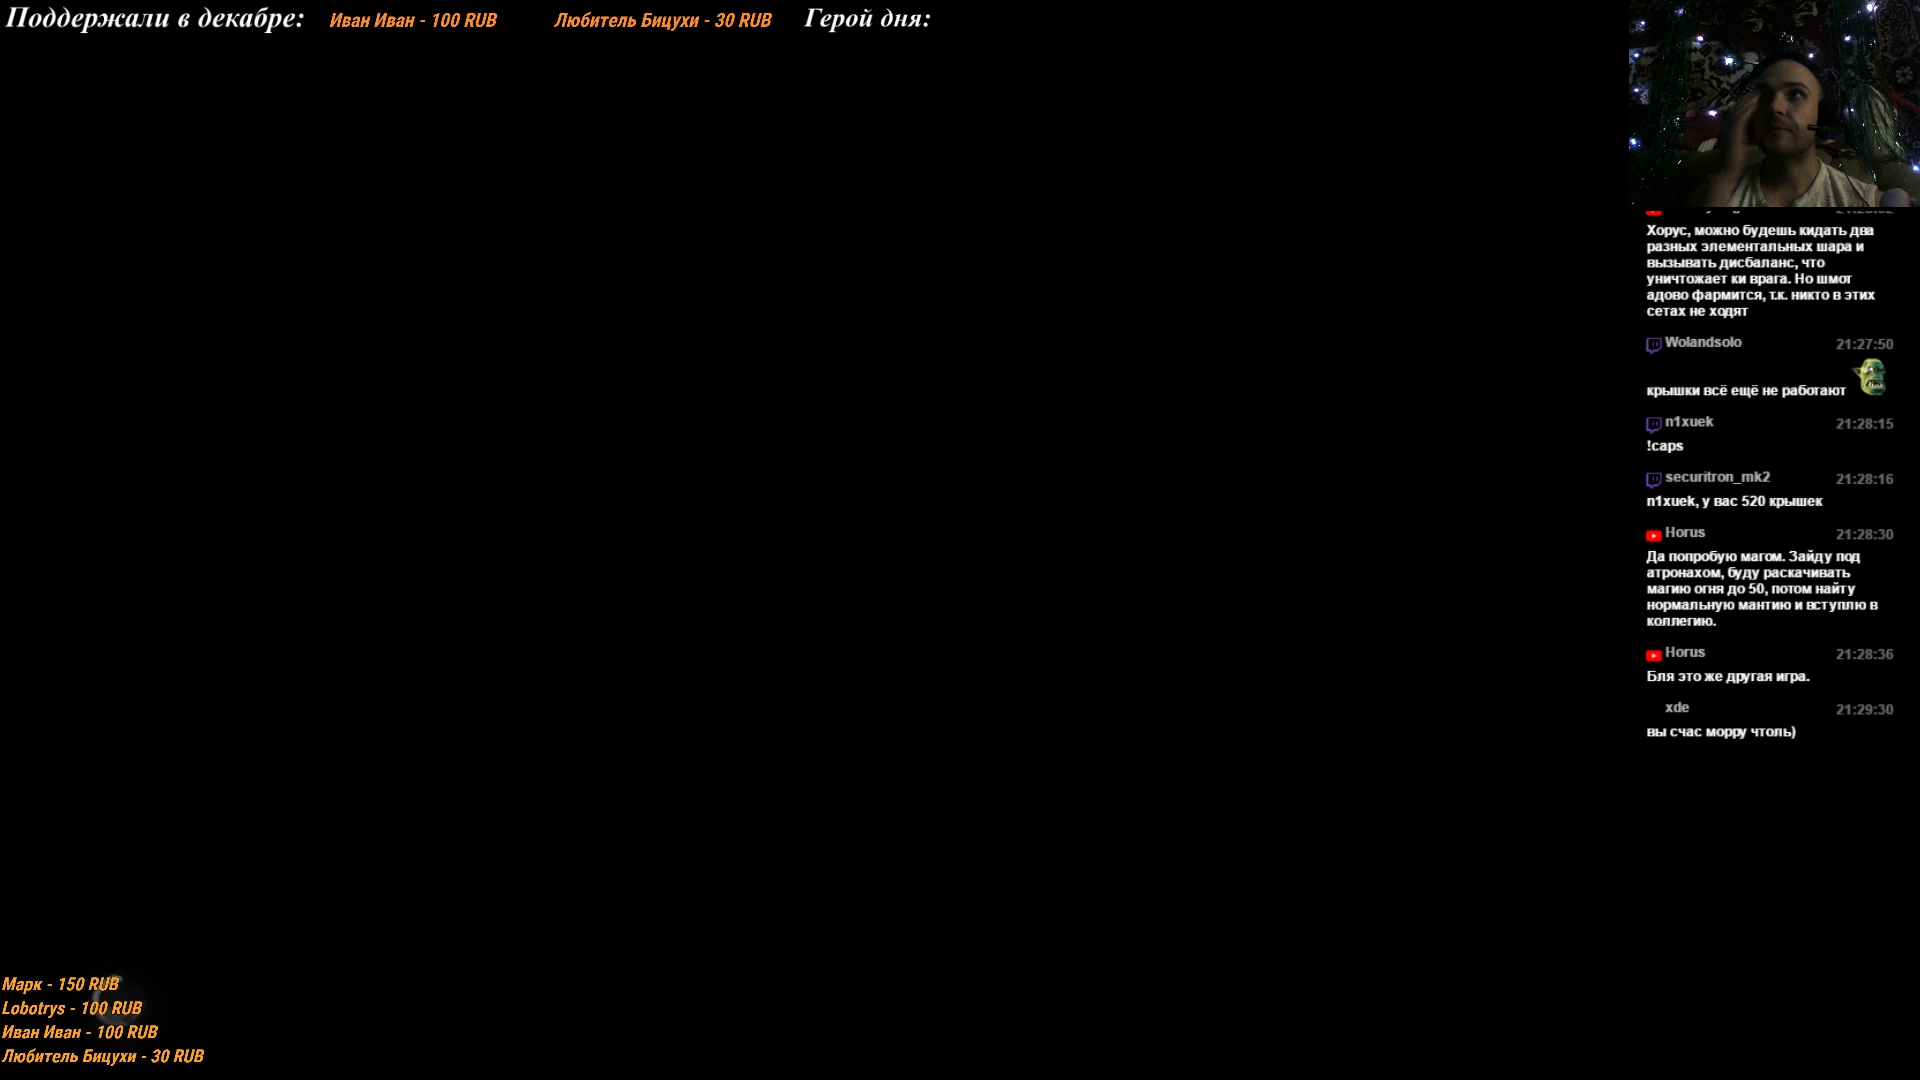 Поддержали в декабре: Иван Иван - 100 RUB Любитель Бицухи - 30 RUB Герой дня:
Хорус, можно будешь кидать два
разных элементальных шара и
вызывать дисбаланс, что
уничтожает ки врага. Но шмот
адово фармится, т.к. никто в этих
сетах не ходят
Wolandsolo 21:27:50
крышки всё ещё не работают
n1xuek 21:28:15
!caps
securitron_mk2 21:28:16
n1xuek, у вас 520 крышек
Horus 21:28:30
Да попробую магом. Зайду под
атронахом, буду раскачивать
магию огня до 50, потом найту
нормальную мантию и вступлю в
коллегию.
Horus 21:28:36
Бля это же другая игра.
xde 21:29:30
вы счас морру чтоль)
Марк - 150 RUB
Lobotrys - 100 RUB
Иван Иван - 100 RUB
Любитель Бицухи - 30 RUB